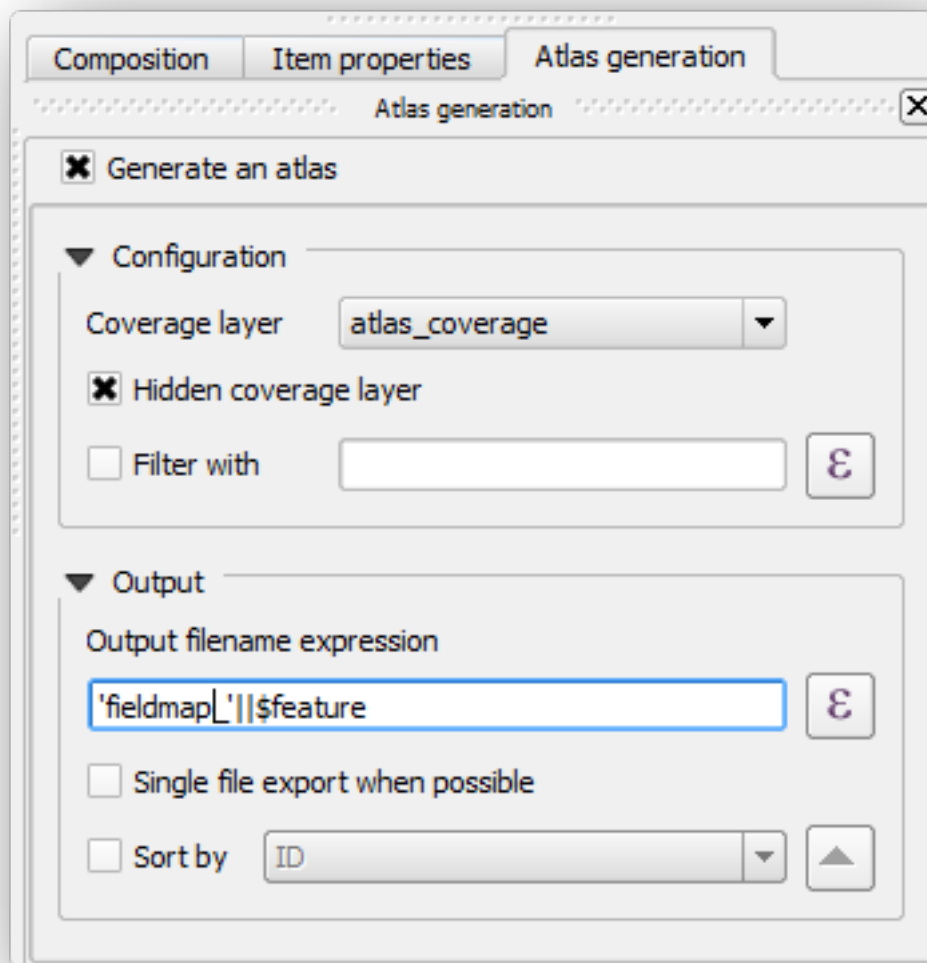 Composition Item properties Atlas generation
Atlas generation
Generate an atlas
Configuration
Coverage layer atlas_coverage
Hidden coverage layer
Filter with ε
Output
Output filename expression
'fieldmap_'||$feature ε
Single file export when possible
Sort by ID